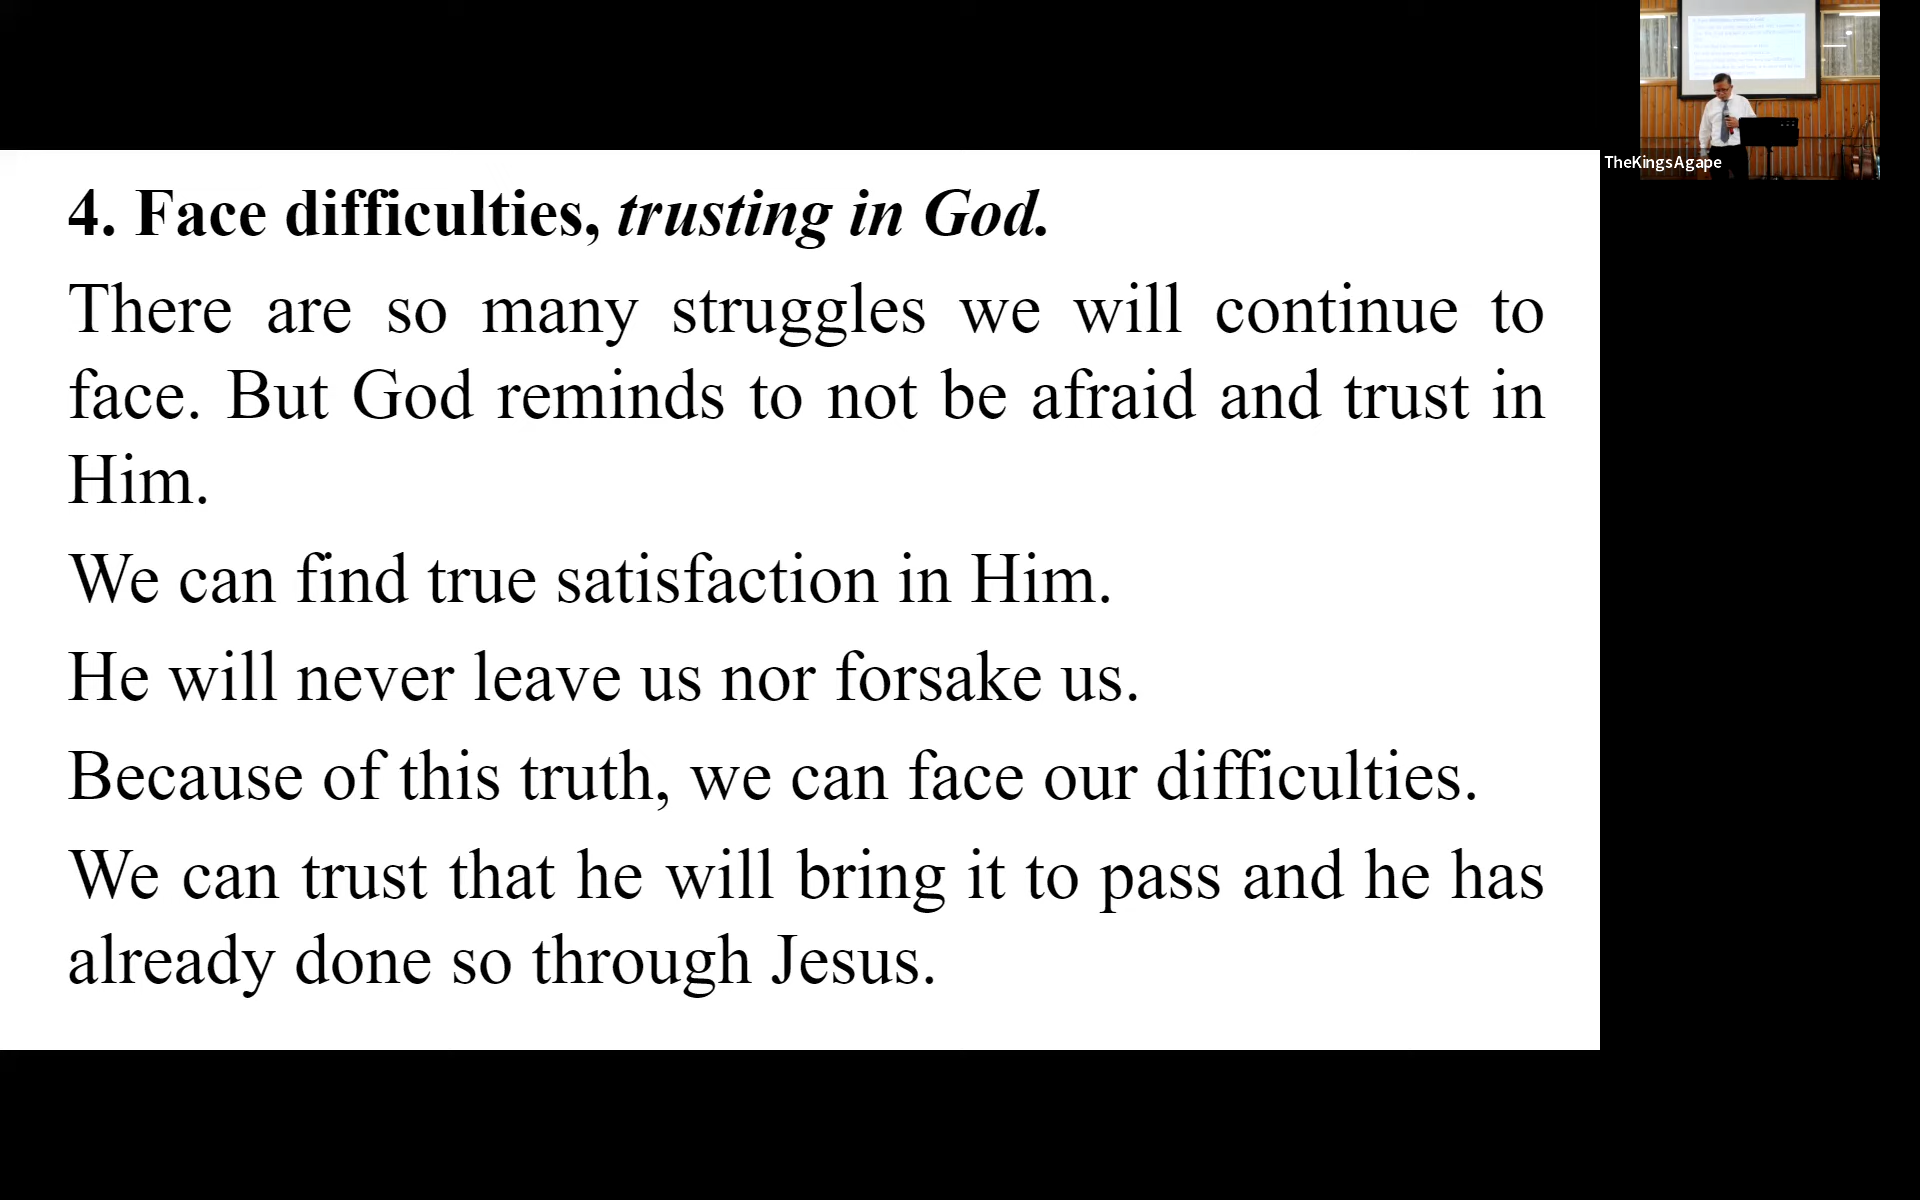 4. Face difficulties, trusting in God.
There are so many struggles we will continue to
face. But God reminds to not be afraid and trust in
Him.
We can find true satisfaction in Him.
He will never leave us nor forsake us.
Because of this truth, we can face our difficulties.
We can trust that he will bring it to pass and he has
already done so through Jesus.
TheKingsAgape